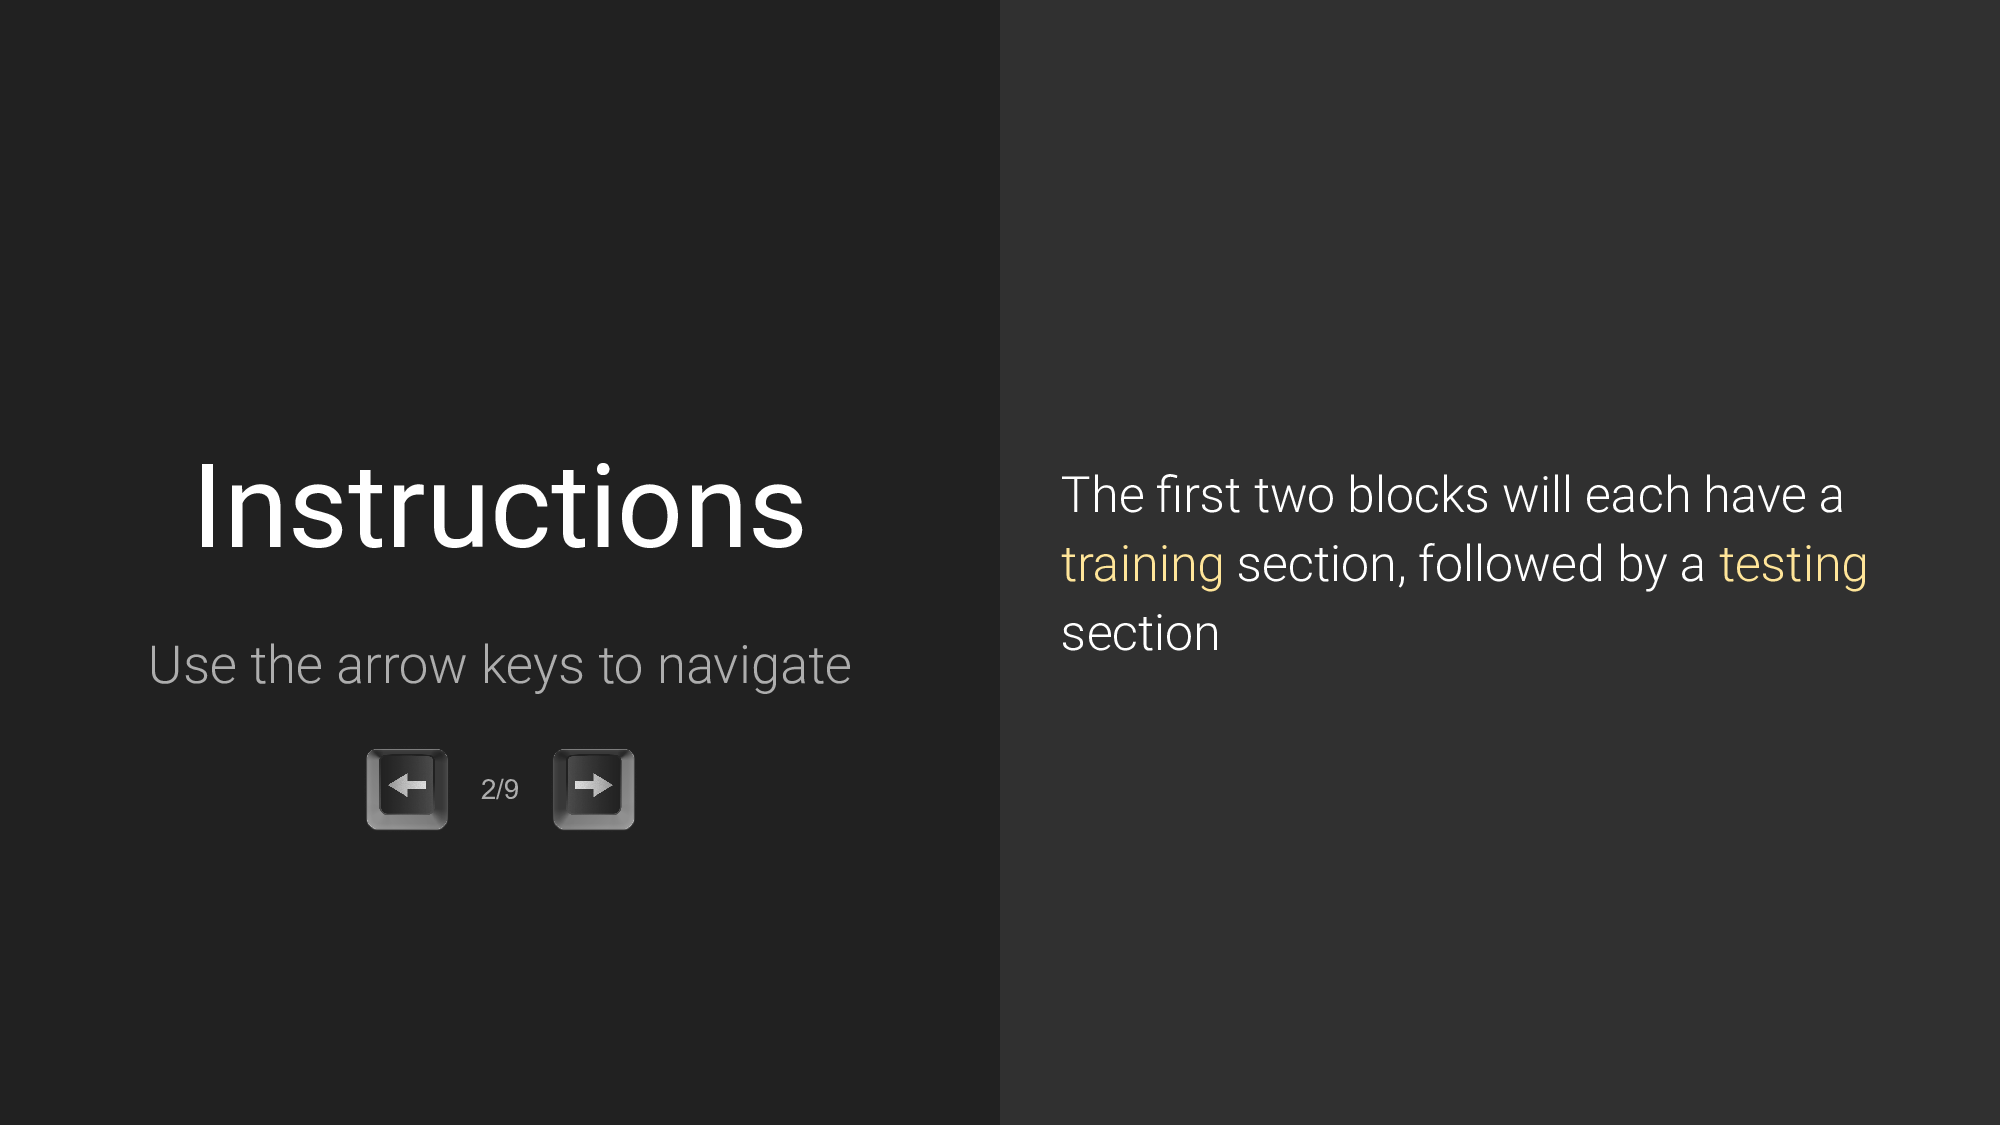 Instructions
Use the arrow keys to navigate
2/9
The first two blocks will each have a
training section, followed by a testing
section